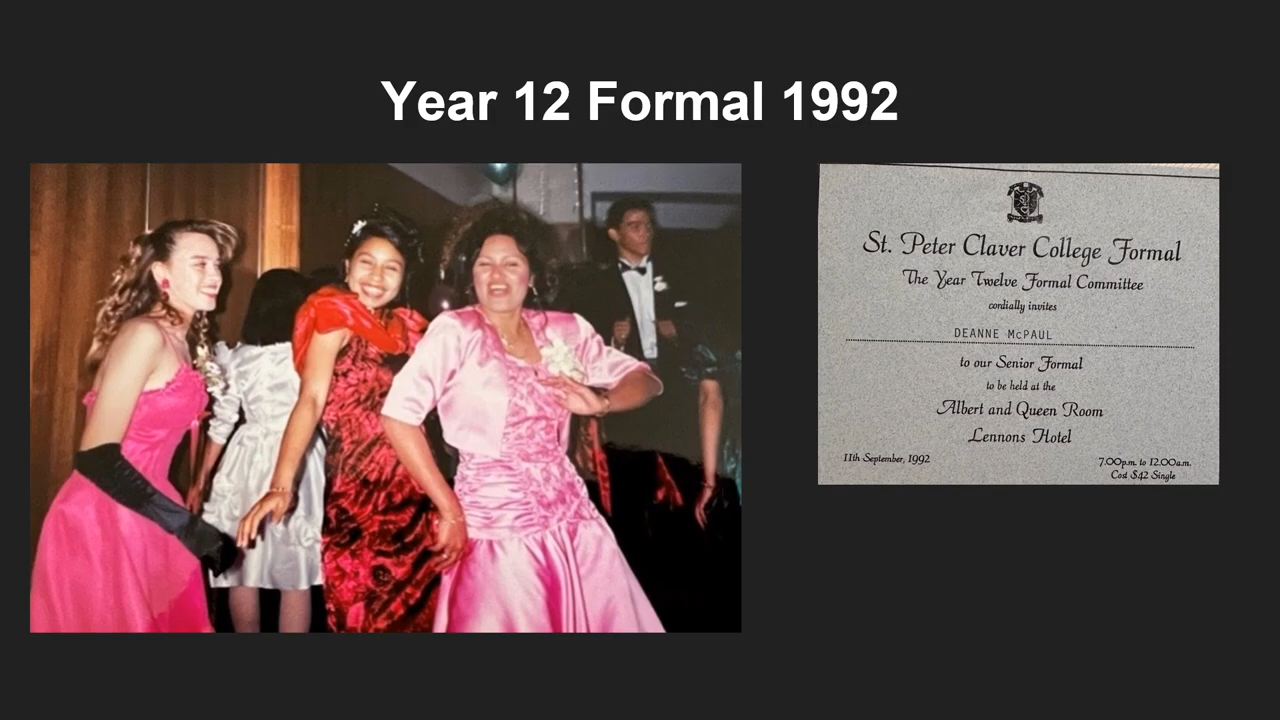 Year 12 Formal 1992
St. Peter Claver College Formal
The Year Twelve Formal Committee
cordially invites
DEANNE McPAUL
to our Senior Formal
to be held at the
Albert and Queen Room
Lennons Hotel
11th September, 1992
7.00p.m. to 12.00a.m.
Cost $42 Single